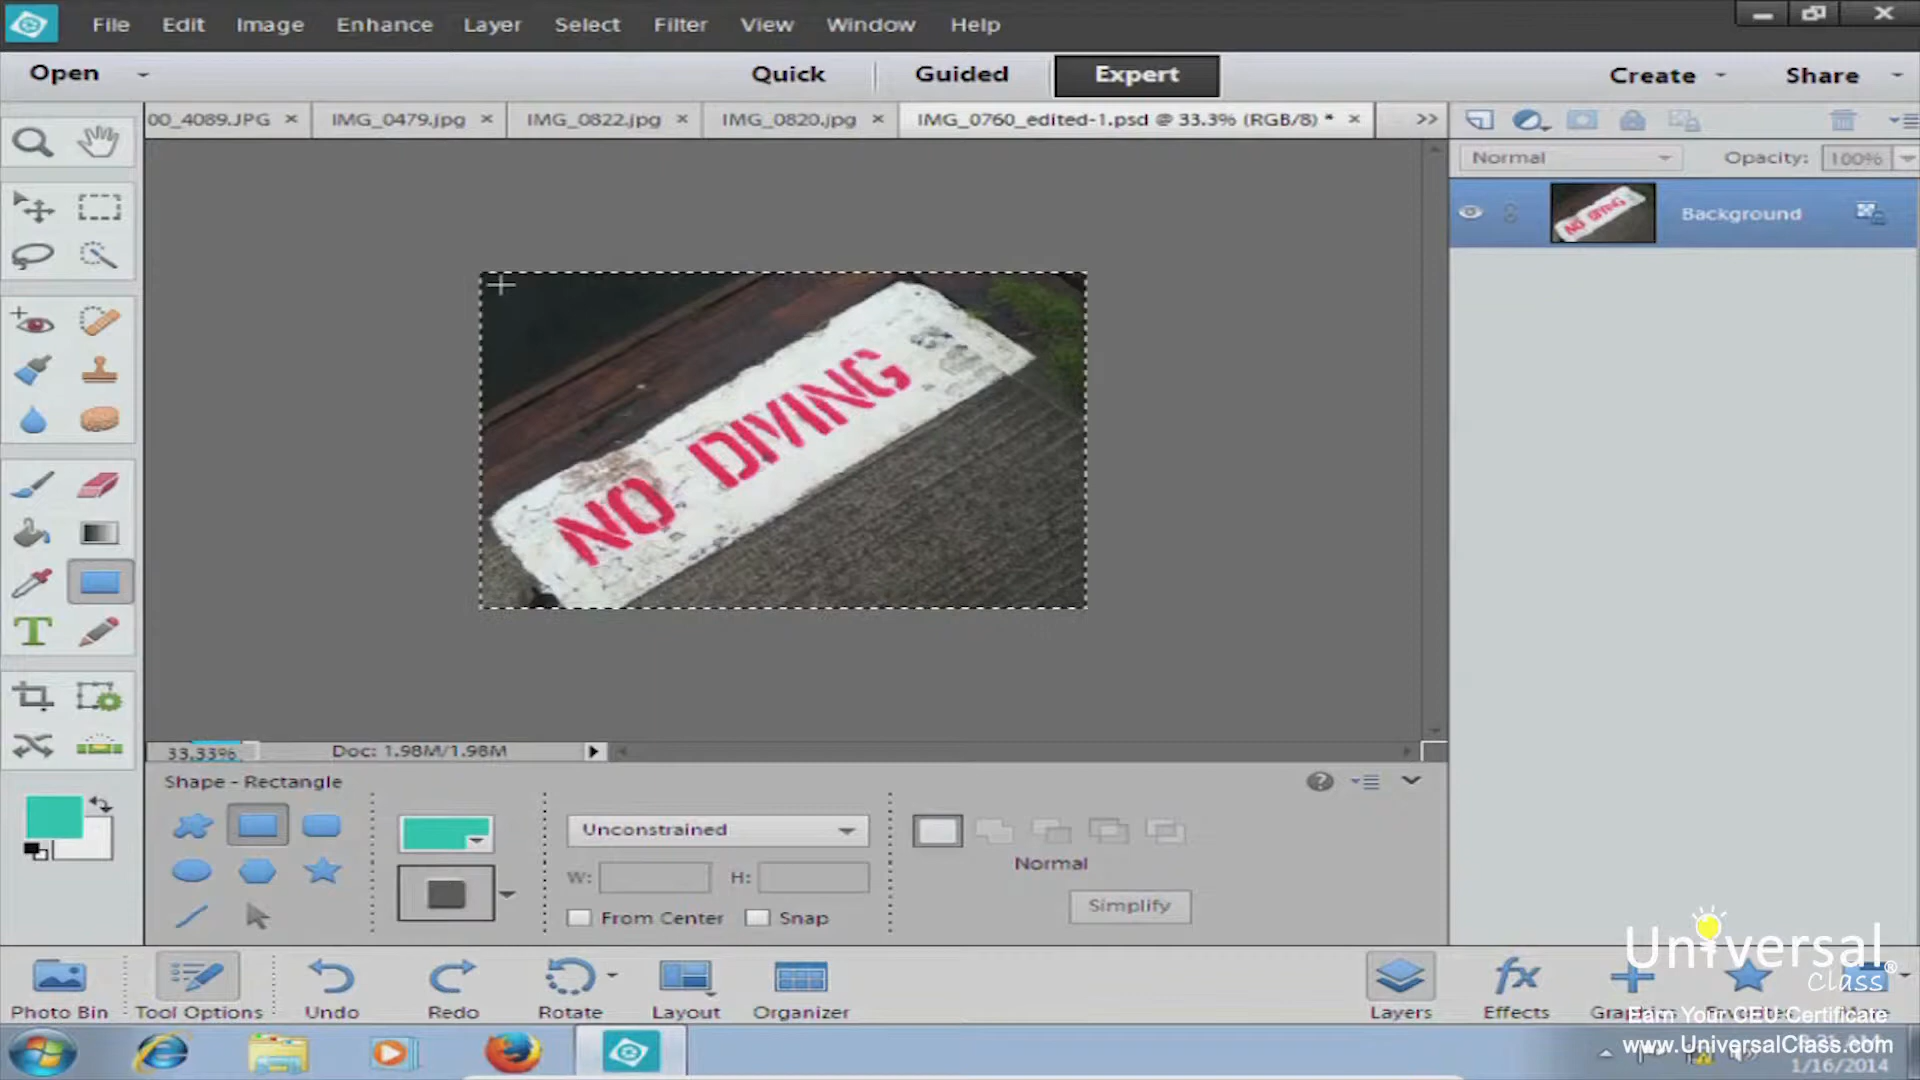 File Edit Image Enhance Layer Select Filter View Window Help
Open Quick Guided Expert Create Share
00_4089.JPG IMG_0479.jpg IMG_0822.jpg IMG_0820.jpg IMG_0760_edited-1.psd @ 33.3% (RGB/8) * >>
Normal Opacity: 100%
NO DIVING Background
NO DIVING
33.33% Doc: 1.98M/1.98M
Shape - Rectangle
Unconstrained
Normal
W: H:
Simplify
From Center Snap
Universal
Class
Photo Bin Tool Options Undo Redo Rotate Layout Organizer Layers Effects
Earn Your CEU Certificate
www.UniversalClass.com
1/16/2014